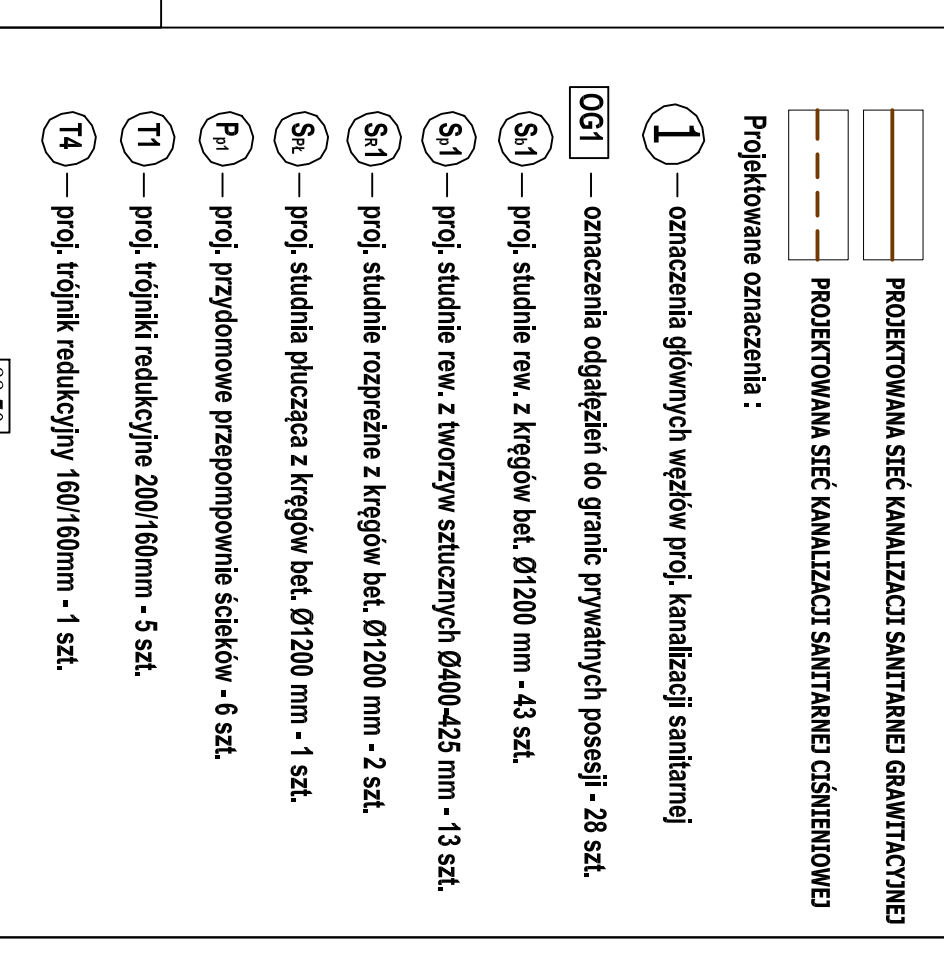 PROJEKTOWANA SIEĆ KANALIZACJI SANITARNEJ GRAWITACYJNEJ
PROJEKTOWANA SIEĆ KANALIZACJI SANITARNEJ CIŚNIENIOWEJ
Projektowane oznaczenia :
1 — oznaczenia głównych węzłów proj. kanalizacji sanitarnej
OG1 — oznaczenia odgałęzień do granic prywatnych posesji - 28 szt.
Sb1 — proj. studnie rew. z kręgów bet. Ø1200 mm - 43 szt.
Sp1 — proj. studnie rew. z tworzyw sztucznych Ø400-425 mm - 13 szt.
SR1 — proj. studnie rozprężne z kręgów bet. Ø1200 mm - 2 szt.
SPŁ — proj. studnia płucząca z kręgów bet. Ø1200 mm - 1 szt.
Pp1 — proj. przydomowe przepompownie ścieków - 6 szt.
T1 — proj. trójniki redukcyjne 200/160mm - 5 szt.
T4 — proj. trójnik redukcyjny 160/160mm - 1 szt.